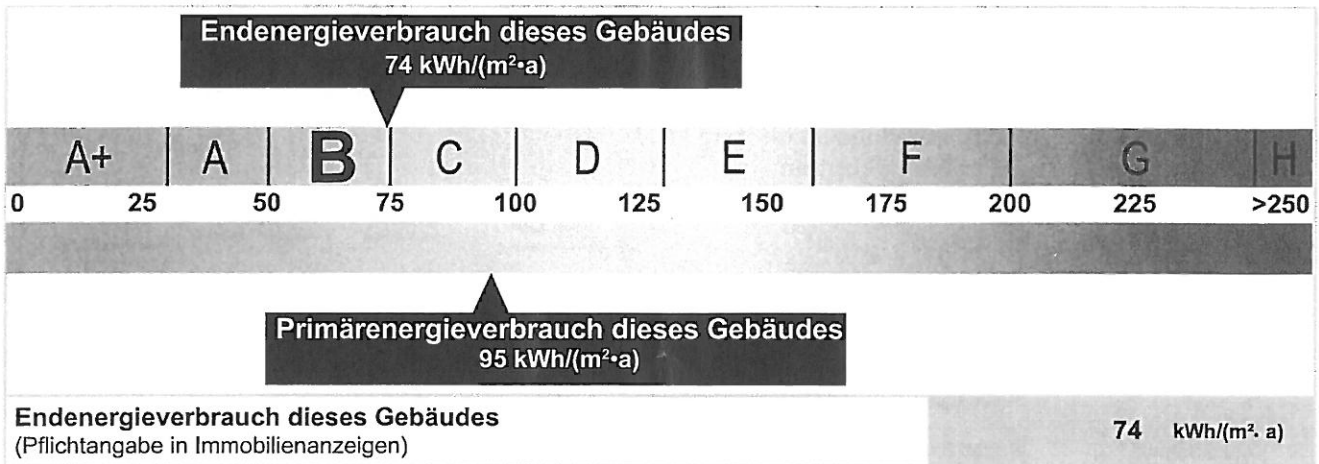 Endenergieverbrauch dieses Gebäudes
74 kWh/(m²•a)
A+ A B C D E F G H
0 25 50 75 100 125 150 175 200 225 >250
Primärenergieverbrauch dieses Gebäudes
95 kWh/(m²•a)
Endenergieverbrauch dieses Gebäudes
(Pflichtangabe in Immobilienanzeigen)
74 kWh/(m²• a)